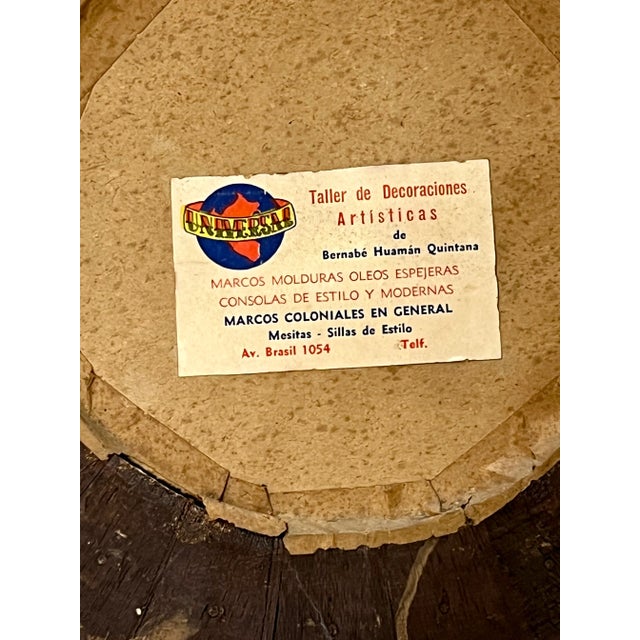 UNIVERSAL
Taller de Decoraciones
Artísticas
de
Bernabé Huamán Quintana
MARCOS MOLDURAS OLEOS ESPEJERAS
CONSOLAS DE ESTILO Y MODERNAS
MARCOS COLONIALES EN GENERAL
Mesitas - Sillas de Estilo
Av. Brasil 1054 Telf.